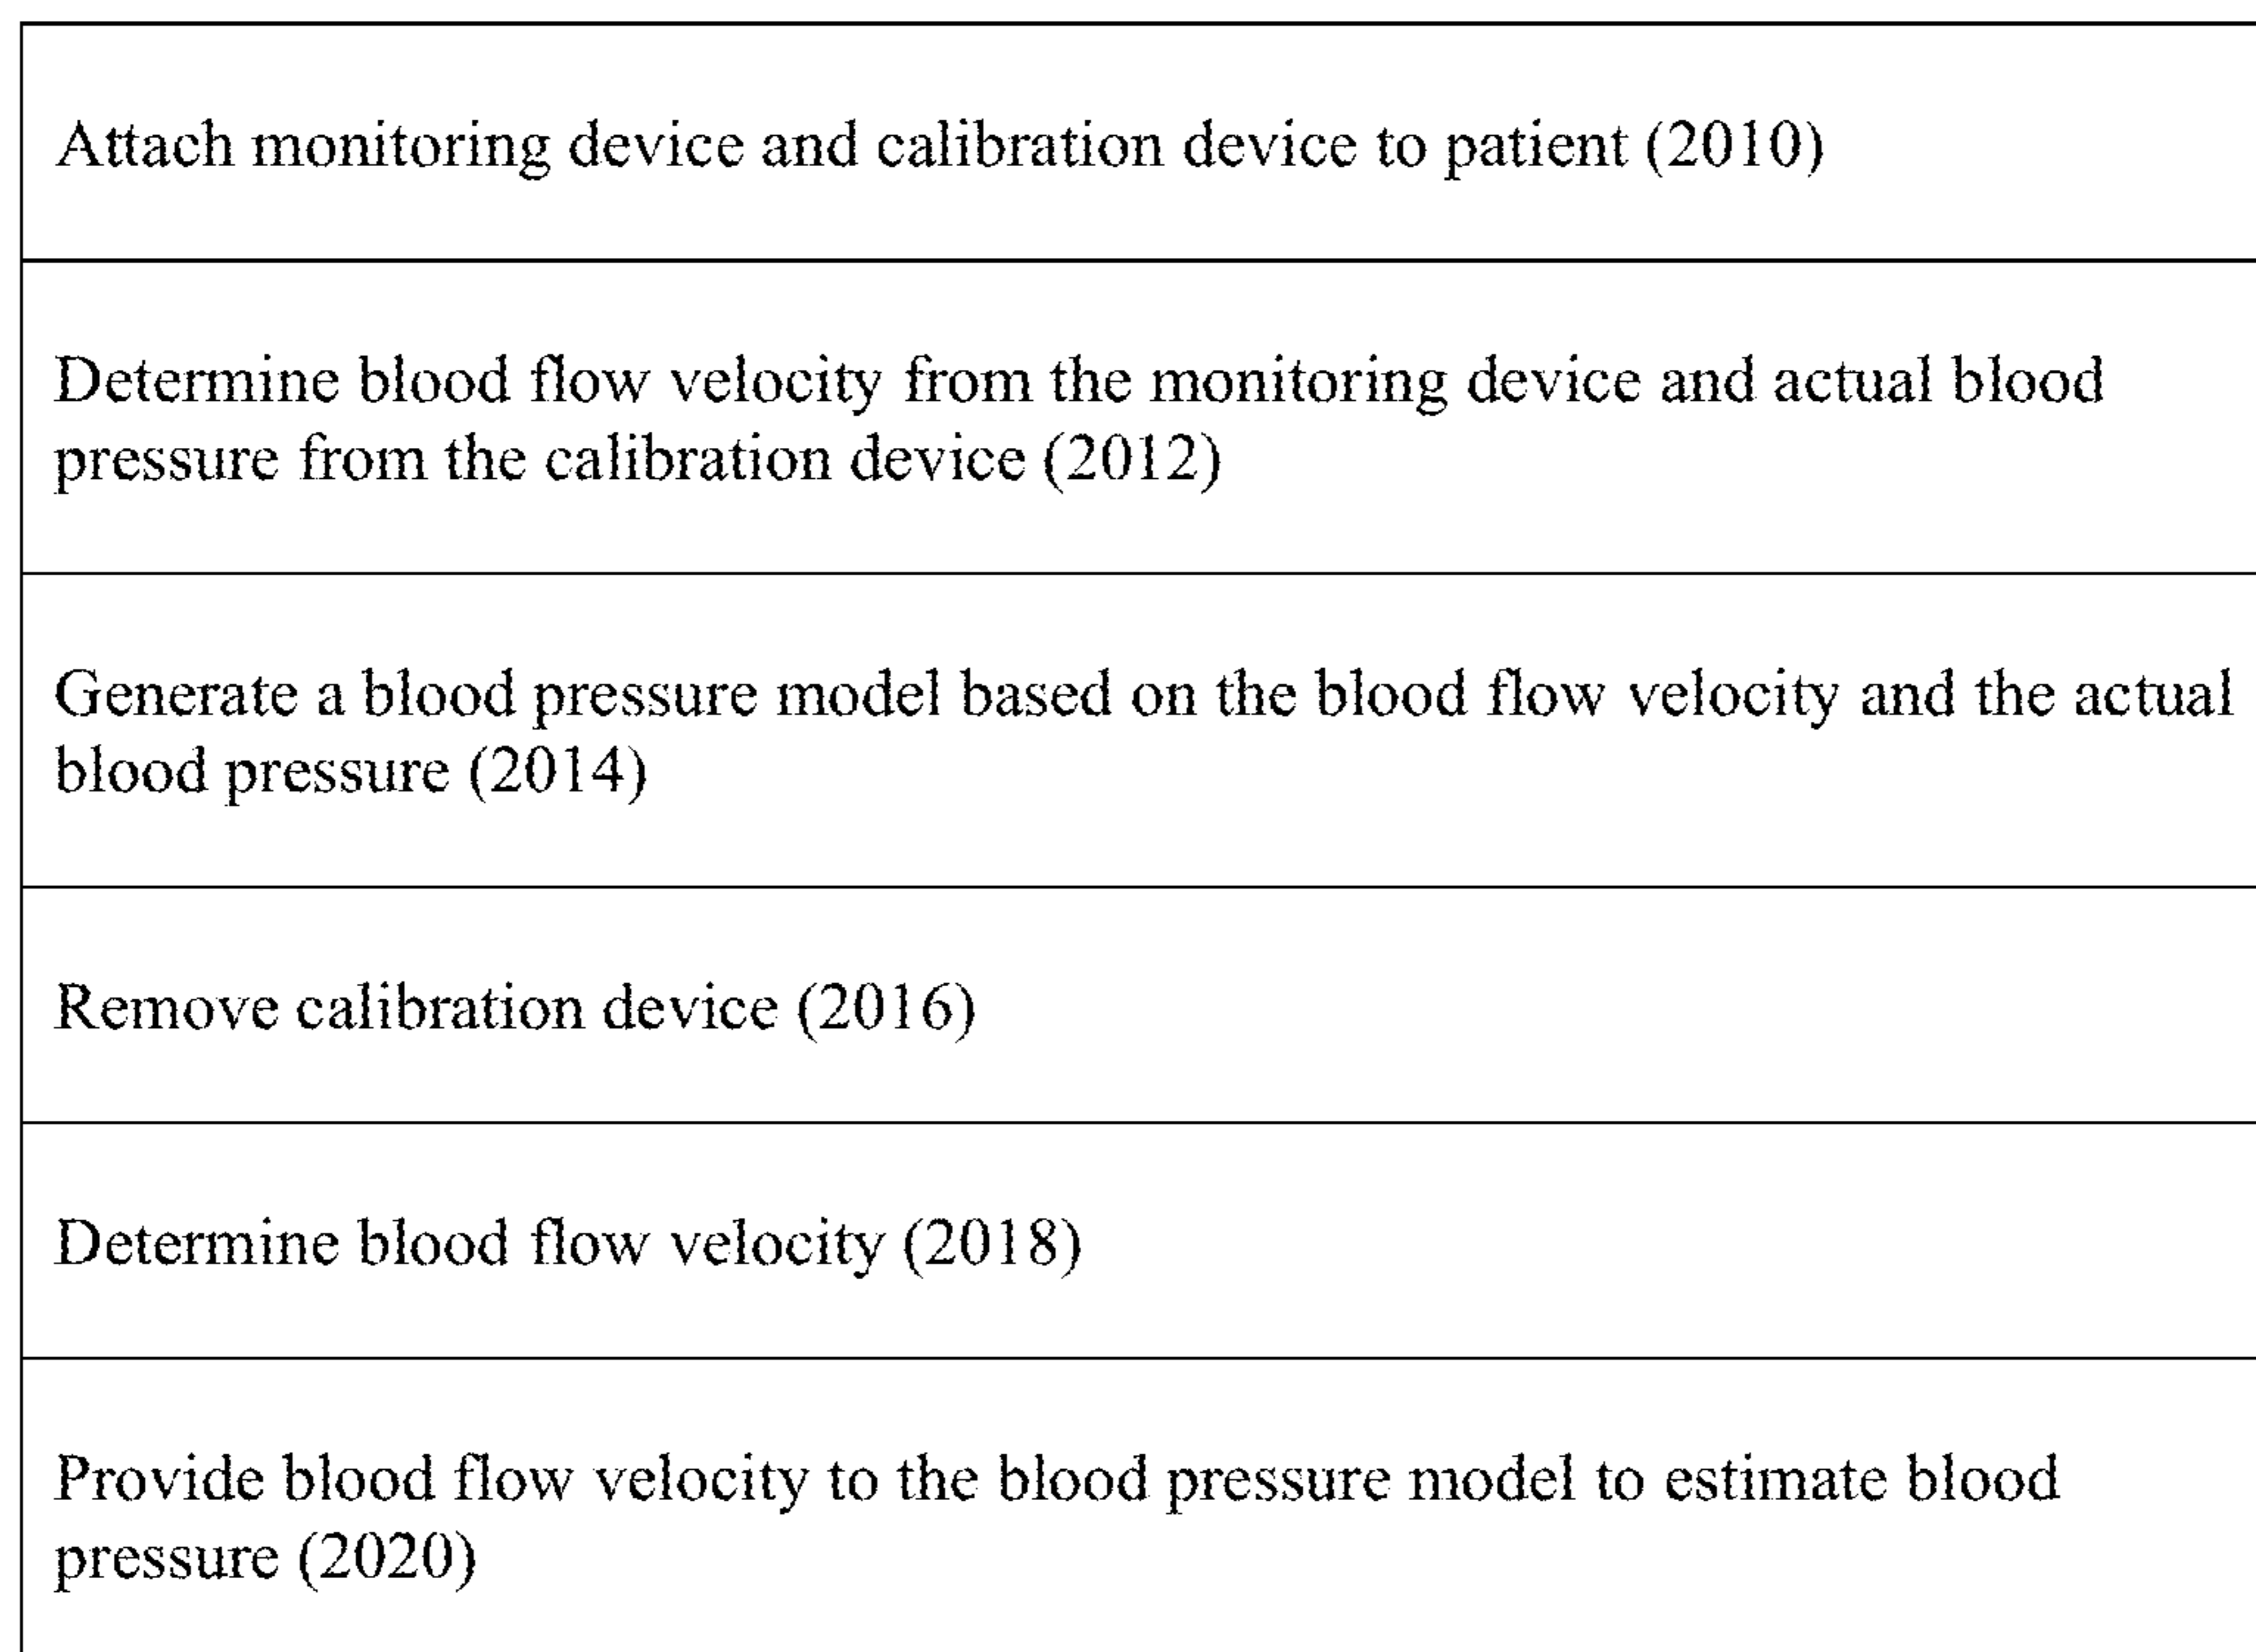 Attach monitoring device and calibration device to patient (2010)
Determine blood flow velocity from the monitoring device and actual blood
pressure from the calibration device (2012)
Generate a blood pressure model based on the blood flow velocity and the actual
blood pressure (2014)
Remove calibration device (2016)
Determine blood flow velocity (2018)
Provide blood flow velocity to the blood pressure model to estimate blood
pressure (2020)